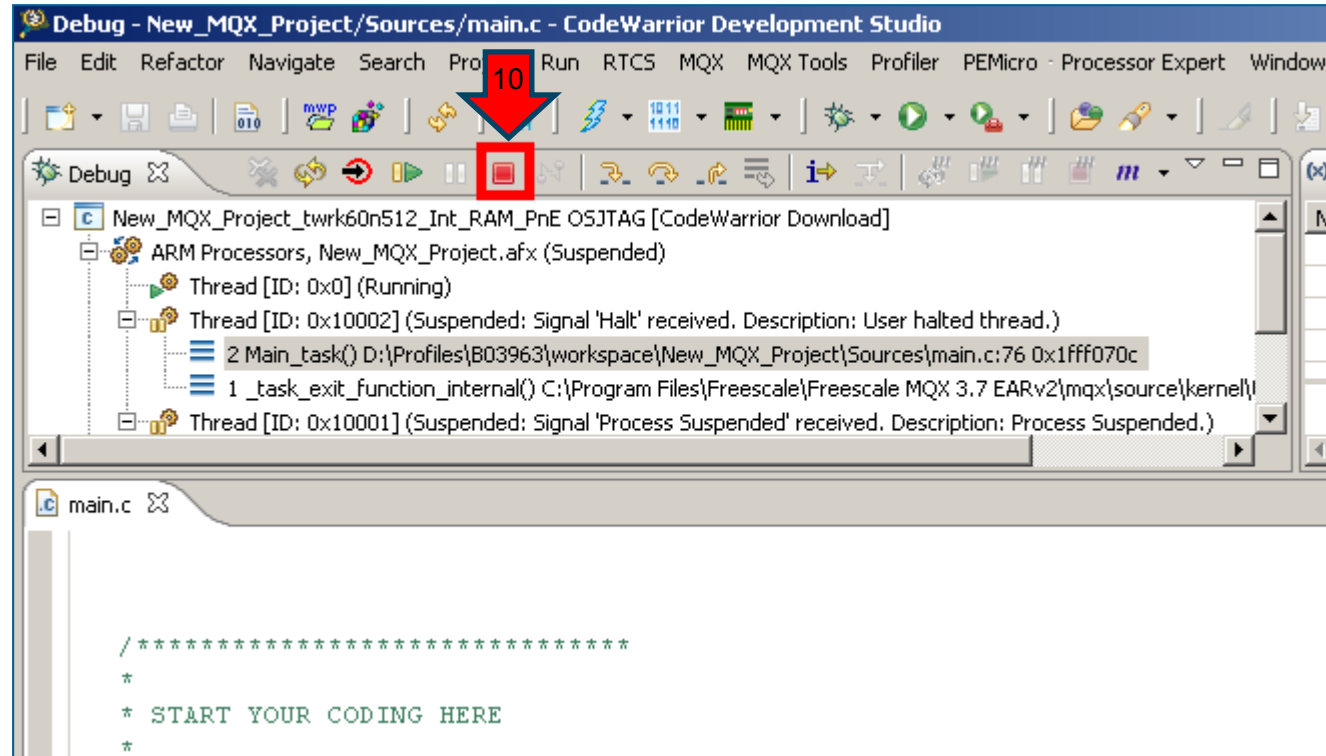 Debug - New_MQX_Project/Sources/main.c - CodeWarrior Development Studio
File Edit Refactor Navigate Search Run RTCS MQX MQX Tools Profiler PEMicro - Processor Expert Window
10
Debug
New_MQX_Project_twrk60n512_Int_RAM_PnE OSJTAG [CodeWarrior Download]
ARM Processors, New_MQX_Project.afx (Suspended)
Thread [ID: 0x0] (Running)
Thread [ID: 0x10002] (Suspended: Signal 'Halt' received. Description: User halted thread.)
2 Main_task() D:\Profiles\B03963\workspace\New_MQX_Project\Sources\main.c:76 0x1fff070c
1 _task_exit_function_internal() C:\Program Files\Freescale\Freescale MQX 3.7 EARv2\mqx\source\kernel\
Thread [ID: 0x10001] (Suspended: Signal 'Process Suspended' received. Description: Process Suspended.)
main.c
/*******************************
*
* START YOUR CODING HERE
*